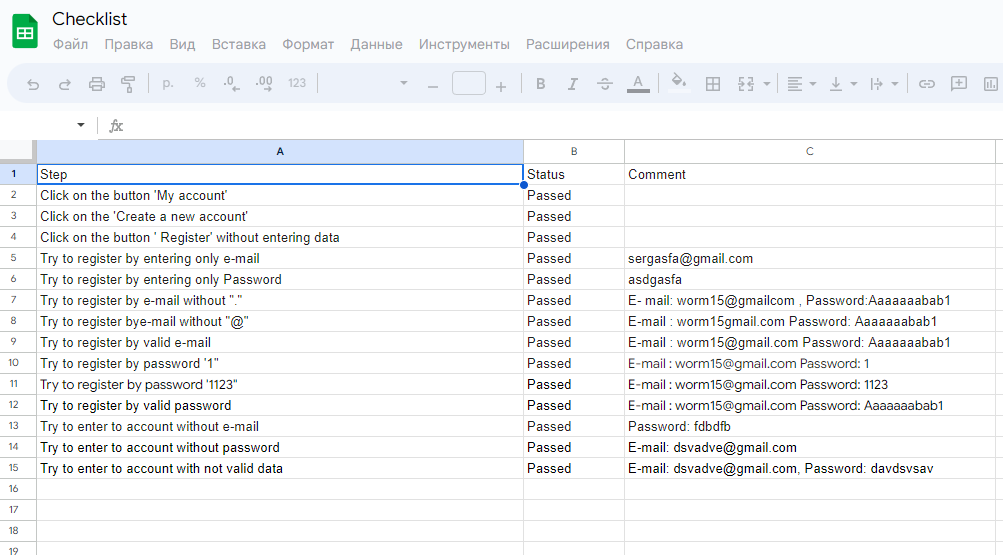 Checklist
Файл Правка Вид Вставка Формат Данные Инструменты Расширения Справка
р. % .0 .00 123 B I A
fx
A B C
1 Step Status Comment
2 Click on the button 'My account' Passed
3 Click on the 'Create a new account' Passed
4 Click on the button ' Register' without entering data Passed
5 Try to register by entering only e-mail Passed sergasfa@gmail.com
6 Try to register by entering only Password Passed asdgasfa
7 Try to register by e-mail without "." Passed E- mail: worm15@gmailcom , Password:Aaaaaaabab1
8 Try to register bye-mail without "@" Passed E-mail : worm15gmail.com Password: Aaaaaaabab1
9 Try to register by valid e-mail Passed E-mail : worm15@gmail.com Password: Aaaaaaabab1
10 Try to register by password '1" Passed E-mail : worm15@gmail.com Password: 1
11 Try to register by password '1123" Passed E-mail : worm15@gmail.com Password: 1123
12 Try to register by valid password Passed E-mail : worm15@gmail.com Password: Aaaaaaabab1
13 Try to enter to account without e-mail Passed Password: fdbdfb
14 Try to enter to account without password Passed E-mail: dsvadve@gmail.com
15 Try to enter to account with not valid data Passed E-mail: dsvadve@gmail.com, Password: davdsvsav
16
17
18
19